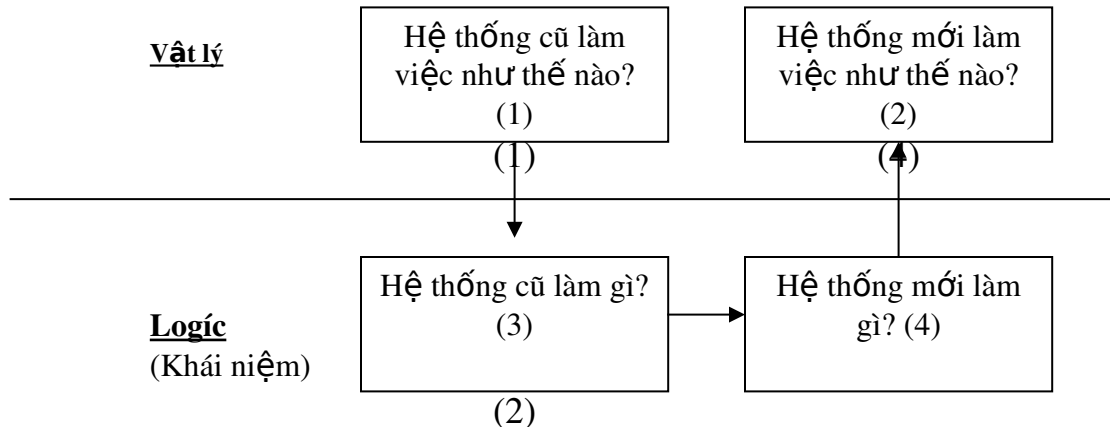 Vật lý
Hệ thống cũ làm
việc như thế nào?
(1)
(1)
Hệ thống mới làm
việc như thế nào?
(2)
(4)
Logíc
(Khái niệm)
Hệ thống cũ làm gì?
(3)
(2)
Hệ thống mới làm
gì? (4)